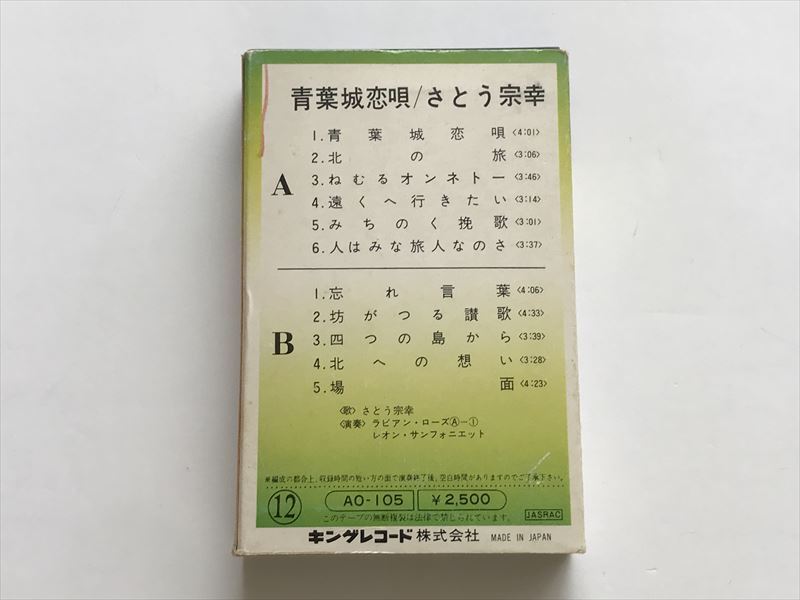 青葉城恋唄/さとう宗幸
A
1.青葉城恋唄〈4:01〉
2.北の旅〈3:06〉
3.ねむるオンネトー〈3:46〉
4.遠くへ行きたい〈3:14〉
5.みちのく挽歌〈3:01〉
6.人はみな旅人なのさ〈3:37〉
B
1.忘れ言葉〈4:06〉
2.坊がつる讃歌〈4:33〉
3.四つの島から〈3:39〉
4.北への想い〈3:28〉
5.場面〈4:23〉
〈歌〉さとう宗幸
〈演奏〉ラビアン・ローズⒶ-①
レオン・サンフォニエット
※編成の都合上、収録時間の短い方の面で演奏終了後、空白時間がありますのでご了承下さい。
⑫ AO-105 ¥2,500
このテープの無断複製は法律で禁じられています。 JASRAC
キングレコード株式会社 MADE IN JAPAN